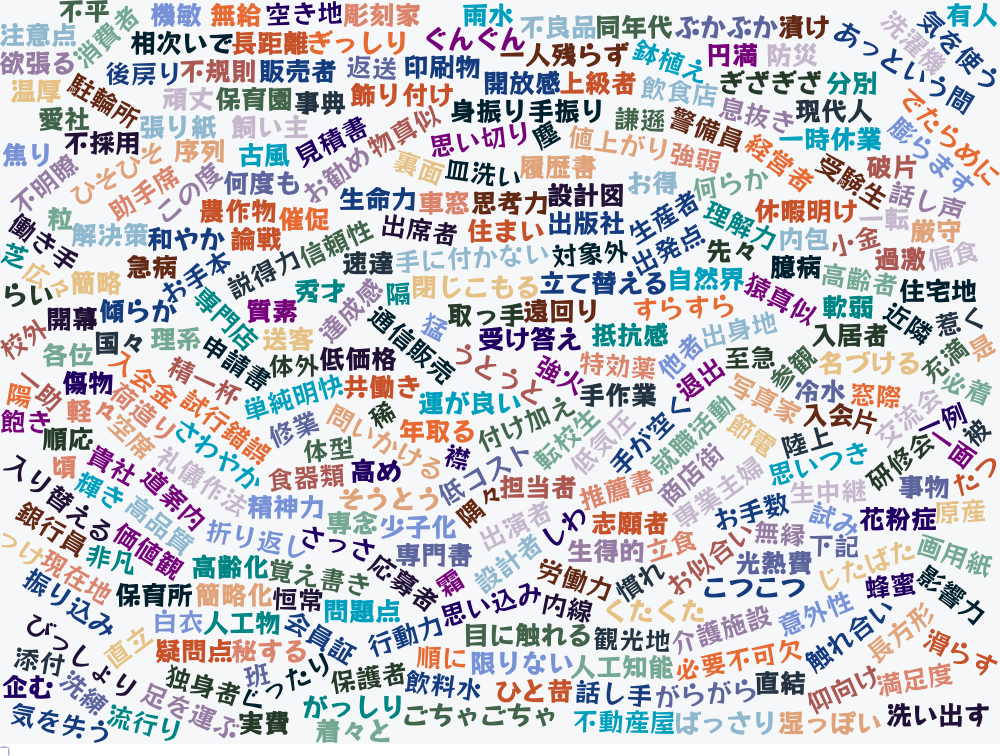 不平
機敏
無給
空き地
彫刻家
雨水
不良品
同年代
ぷかぷか
漬け
洗濯機
気を使う
有人
注意点
消費者
相次いで
長距離
ぎっしり
ぐんぐん
一人残らず
鉢植え
円満
防災
あっという間
欲張る
後戻り
不規則
販売者
返送
印刷物
開放感
上級者
飲食店
ぎざぎざ
分別
温厚
駐輪所
頑丈
保育園
事典
飾り付け
身振り手振り
謙遜
息抜き
現代人
でたらめに
愛社
張り紙
飼い主
見積書
物真似
思い切り
塵
値上がり
警備員
一時休業
膨らます
焦り
不採用
序列
古風
お勧め
裏面
皿洗い
履歴書
強弱
経営者
受験生
破片
不明瞭
ひそひそ
助手席
この度
何度も
生命力
車窓
思考力
設計図
お得
何らか
話し声
粒
農作物
催促
出席者
住まい
出版社
生産者
理解力
休暇明け
一転
厳守
働き手
解決策
和やか
論戦
信頼性
説得力
速達
手に付かない
対象外
出発点
先々
内包
小金
過激
偏食
芝
広々
簡略
急病
お手本
秀才
隔
閉じこもる
立て替える
自然界
臆病
高齢者
住宅地
らい
開幕
傾らか
専門店
質素
達成感
通信販売
猛
取っ手
遠回り
すらすら
猿真似
軟弱
近隣
惹く
校外
各位
国々
理系
申請書
送客
体外
低価格
受け答え
抵抗感
他者
出身地
至急
参観
入居者
充満
是
陽
一助
傷物
入会金
精一杯
単純明快
共働き
うとうと
強火
特効薬
手作業
退出
写真家
冷水
名づける
窓際
必着
飽き
軽々
荷造り
試行錯誤
修業
問いかける
稀
運が良い
年取る
付け加え
転校生
低気圧
手が空く
就職活動
節電
入会片
交流会
一例
一画
被
順応
空席
さわやか
体型
襟
陸上
思いつき
研修会
頃
貴社
道案内
礼儀作法
食器類
高め
低コスト
隅々
担当者
推薦書
商店街
専業主婦
お手数
生中継
事物
たつ
入り替える
輝き
高品質
精神力
そうとう
専念
少子化
出演者
しわ
志願者
無縁
試み
花粉症
原産
銀行員
価値観
折り返し
さっさ
応募者
専門書
設計者
生得的
立食
お似合い
光熱費
下記
じたばた
画用紙
っけ
現在地
非凡
高齢化
覚え書き
霜
労働力
慣れ
こつこつ
蜂蜜
影響力
振り込み
保育所
簡略化
恒常
問題点
思い込み
内線
くたくた
意外性
触れ合い
びっしょり
直立
白衣
人工物
会員証
行動力
目に触れる
観光地
介護施設
長方形
滑らす
添付
疑問点
秘する
ぐったり
順に
限りない
人工知能
必要不可欠
企む
洗練
足を運ぶ
独身者
班
保護者
飲料水
ひと昔
話し手
がらがら
直結
仰向け
満足度
気を失う
流行り
実費
がっしり
着々と
ごちゃごちゃ
不動産屋
ばっさり
湿っぽい
洗い出す